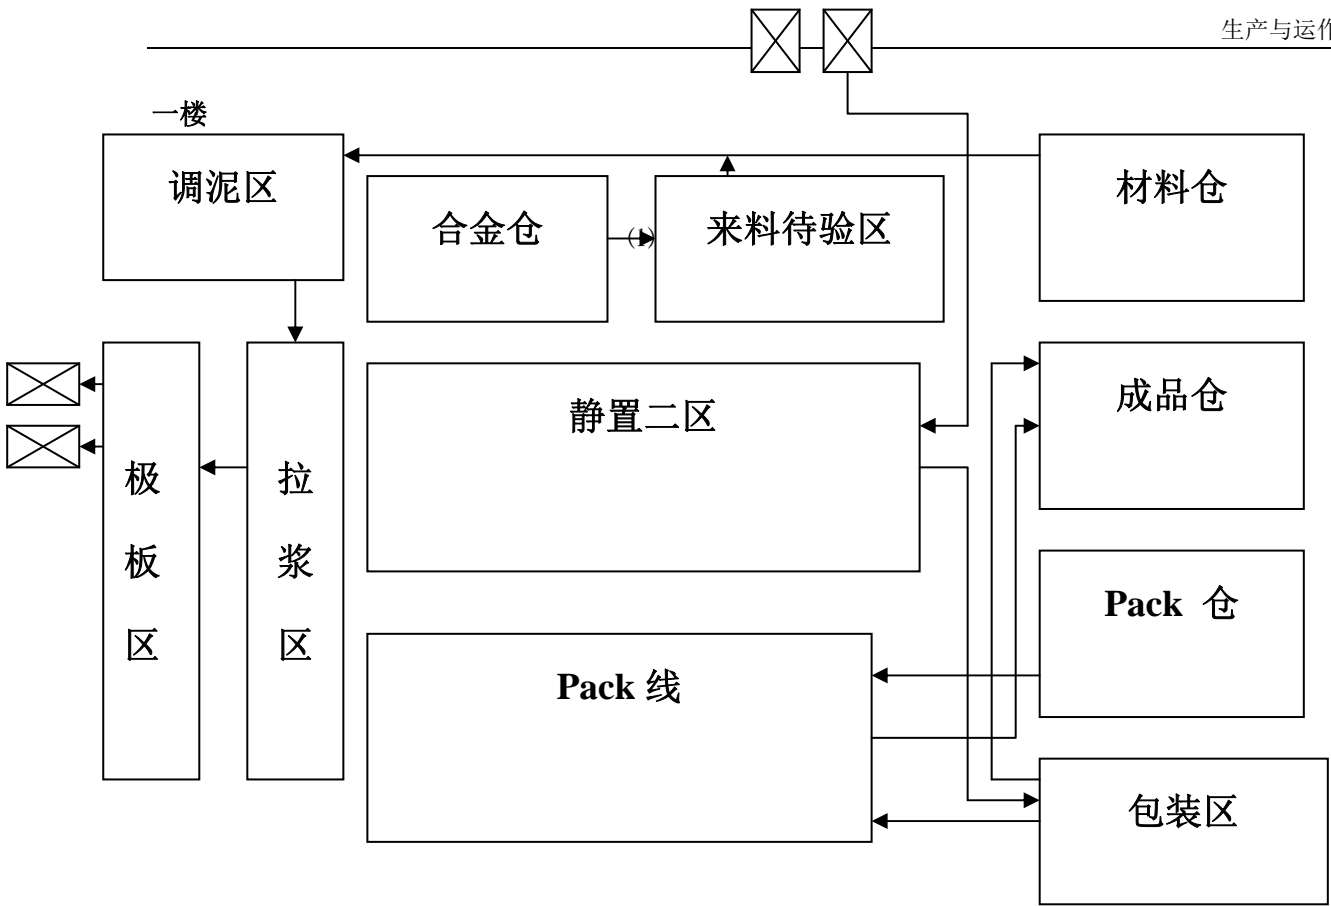 生产与运作
一楼
调泥区
材料仓
合金仓
(1)
来料待验区
静置二区
成品仓
极
板
区
拉
浆
区
Pack 仓
Pack 线
包装区